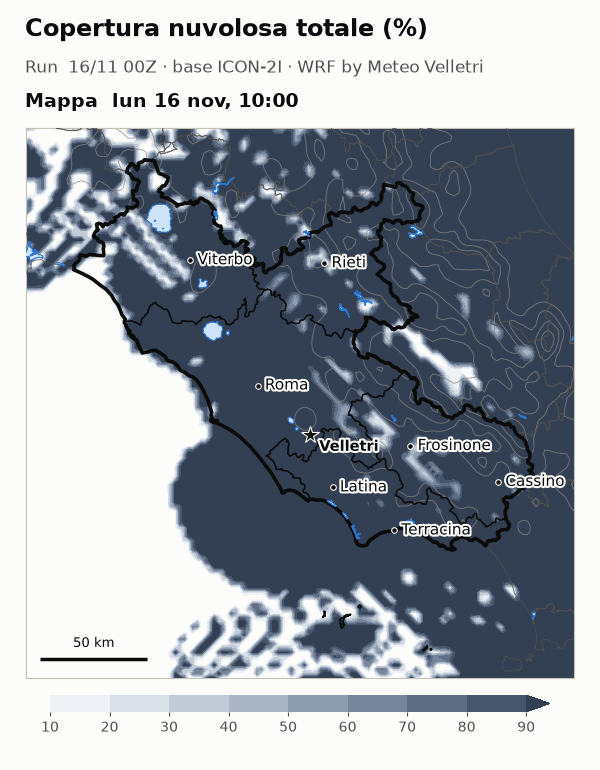 Copertura nuvolosa totale (%)
Run  16/11 00Z · base ICON-2I · WRF by Meteo Velletri
Mappa  lun 16 nov, 10:00
Viterbo
Rieti
Roma
Velletri
Frosinone
Cassino
Latina
Terracina
50 km
10 20 30 40 50 60 70 80 90